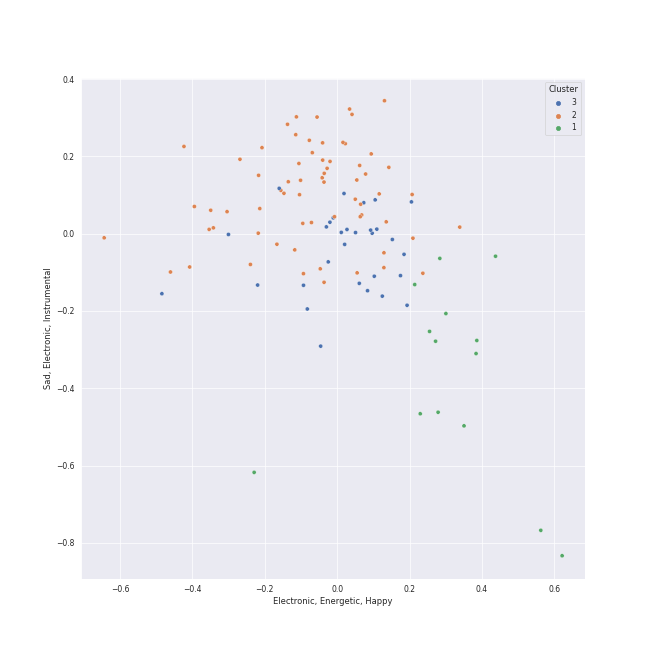 Cluster
3
2
1
0.4
0.2
0.0
−0.2
−0.4
−0.6
−0.8
Sad, Electronic, Instrumental
−0.6 −0.4 −0.2 0.0 0.2 0.4 0.6
Electronic, Energetic, Happy